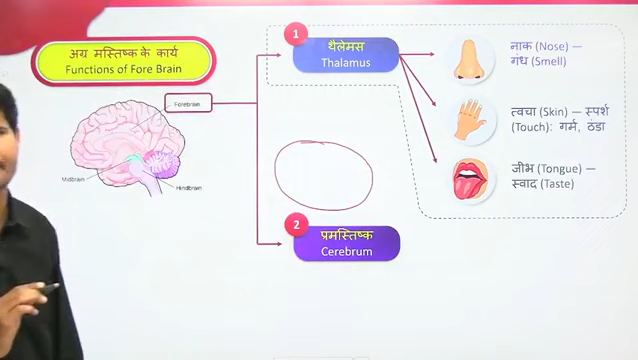 अग्र मस्तिष्क के कार्य
Functions of Fore Brain
Forebrain
Midbrain
Hindbrain
1
थैलेमस
Thalamus
नाक (Nose) —
गंध (Smell)
त्वचा (Skin) — स्पर्श
(Touch): गर्म, ठंडा
जीभ (Tongue) —
स्वाद (Taste)
2
प्रमस्तिष्क
Cerebrum